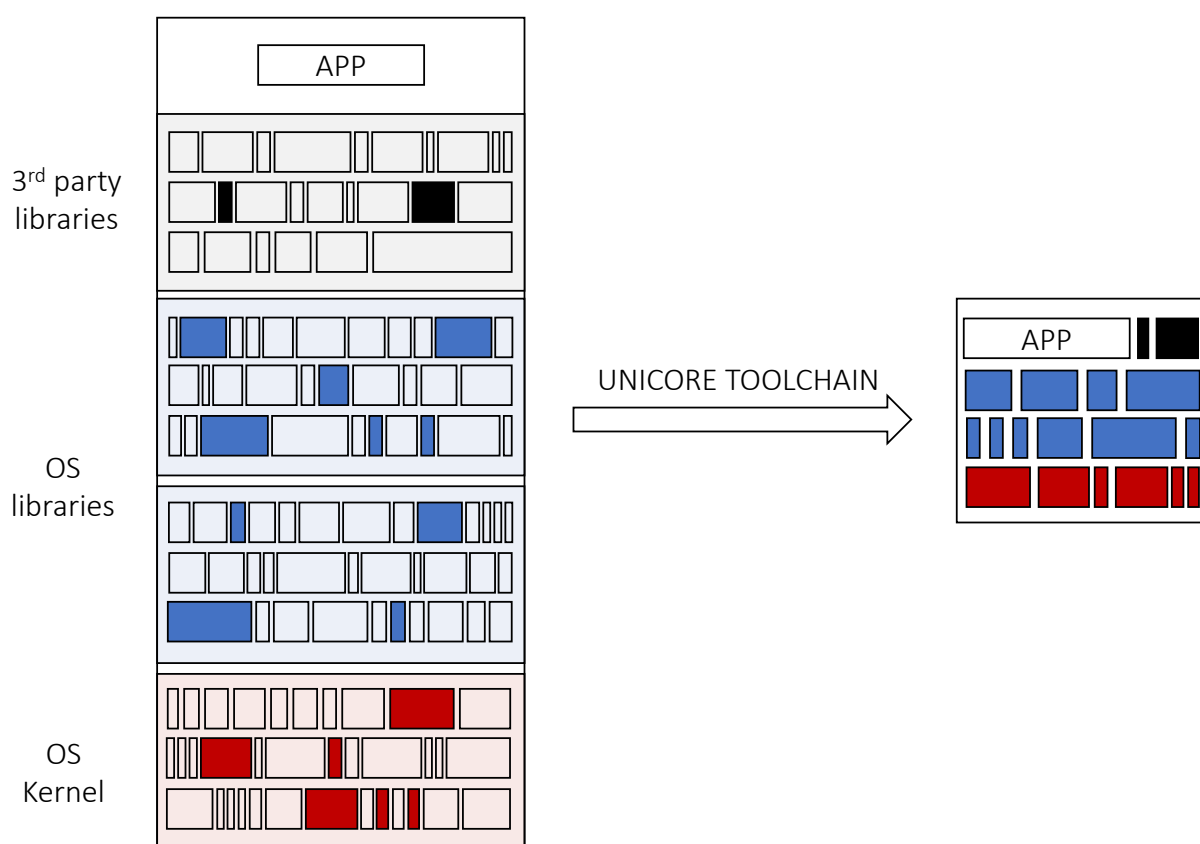 APP
3rd party
libraries
OS
libraries
OS
Kernel
UNICORE TOOLCHAIN
APP